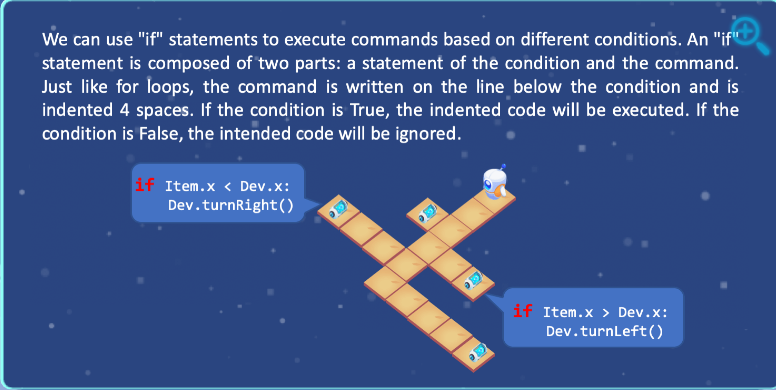 We can use "if" statements to execute commands based on different conditions. An "if"
statement is composed of two parts: a statement of the condition and the command.
Just like for loops, the command is written on the line below the condition and is
indented 4 spaces. If the condition is True, the indented code will be executed. If the
condition is False, the intended code will be ignored.
if Item.x < Dev.x:
Dev.turnRight()
if Item.x > Dev.x:
Dev.turnLeft()